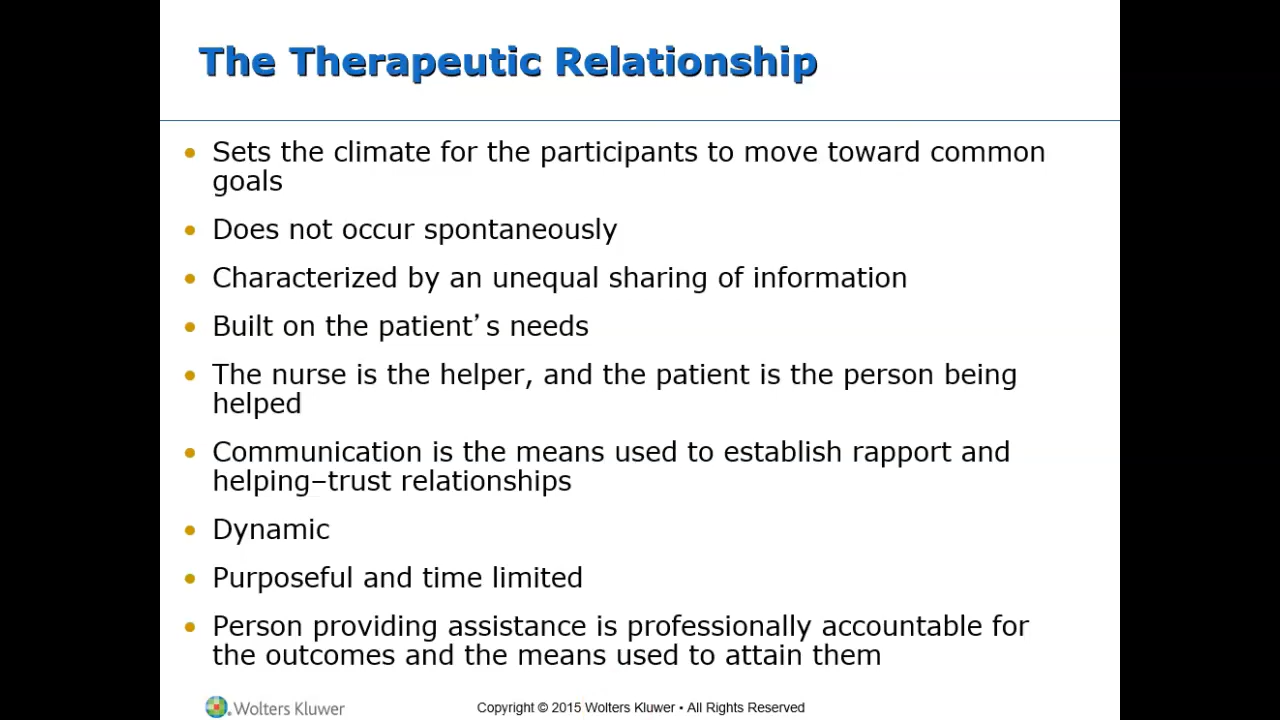 The Therapeutic Relationship
• Sets the climate for the participants to move toward common
goals
• Does not occur spontaneously
• Characterized by an unequal sharing of information
• Built on the patient’s needs
• The nurse is the helper, and the patient is the person being
helped
• Communication is the means used to establish rapport and
helping–trust relationships
• Dynamic
• Purposeful and time limited
• Person providing assistance is professionally accountable for
the outcomes and the means used to attain them
Wolters Kluwer
Copyright © 2015 Wolters Kluwer • All Rights Reserved